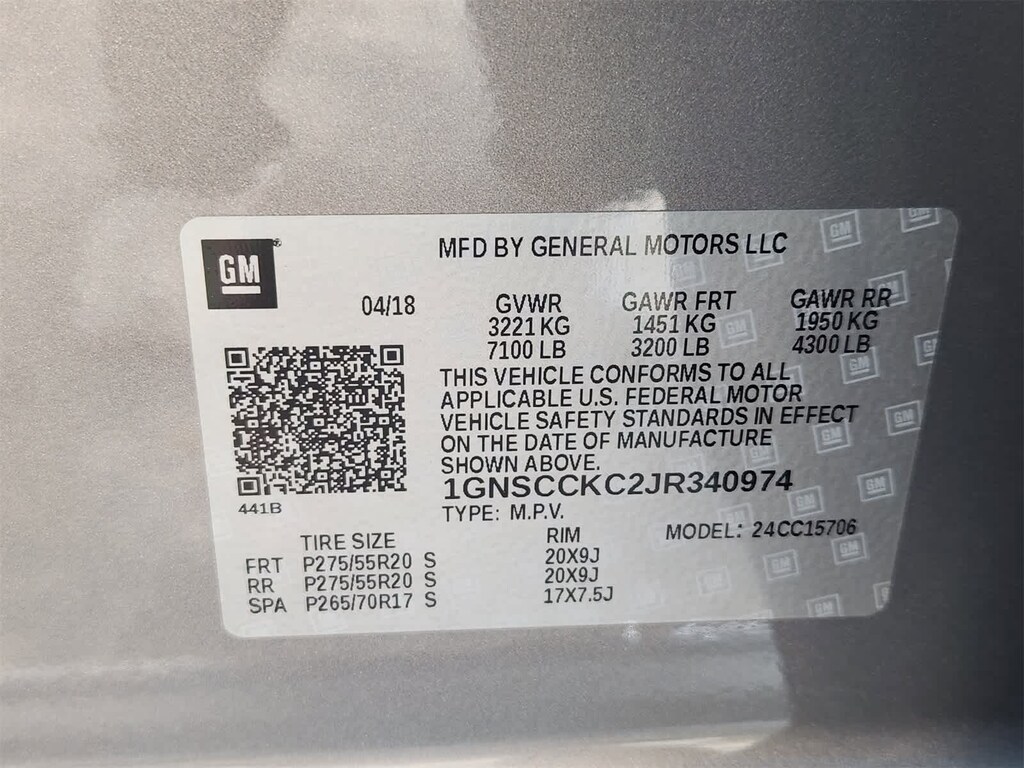 GM
MFD BY GENERAL MOTORS LLC
04/18
GVWR GAWR FRT GAWR RR
3221 KG 1451 KG 1950 KG
7100 LB 3200 LB 4300 LB
THIS VEHICLE CONFORMS TO ALL
APPLICABLE U.S. FEDERAL MOTOR
VEHICLE SAFETY STANDARDS IN EFFECT
ON THE DATE OF MANUFACTURE
SHOWN ABOVE.
1GNSCCKC2JR340974
441B
TYPE: M.P.V. MODEL: 24CC15706
TIRE SIZE RIM
FRT P275/55R20 S 20X9J
RR P275/55R20 S 20X9J
SPA P265/70R17 S 17X7.5J